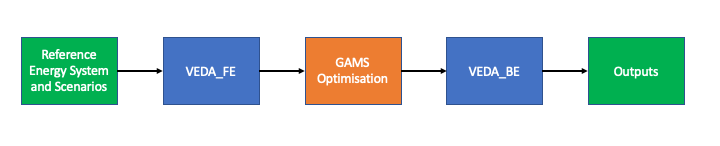 Reference
Energy System
and Scenarios
VEDA_FE
GAMS
Optimisation
VEDA_BE
Outputs